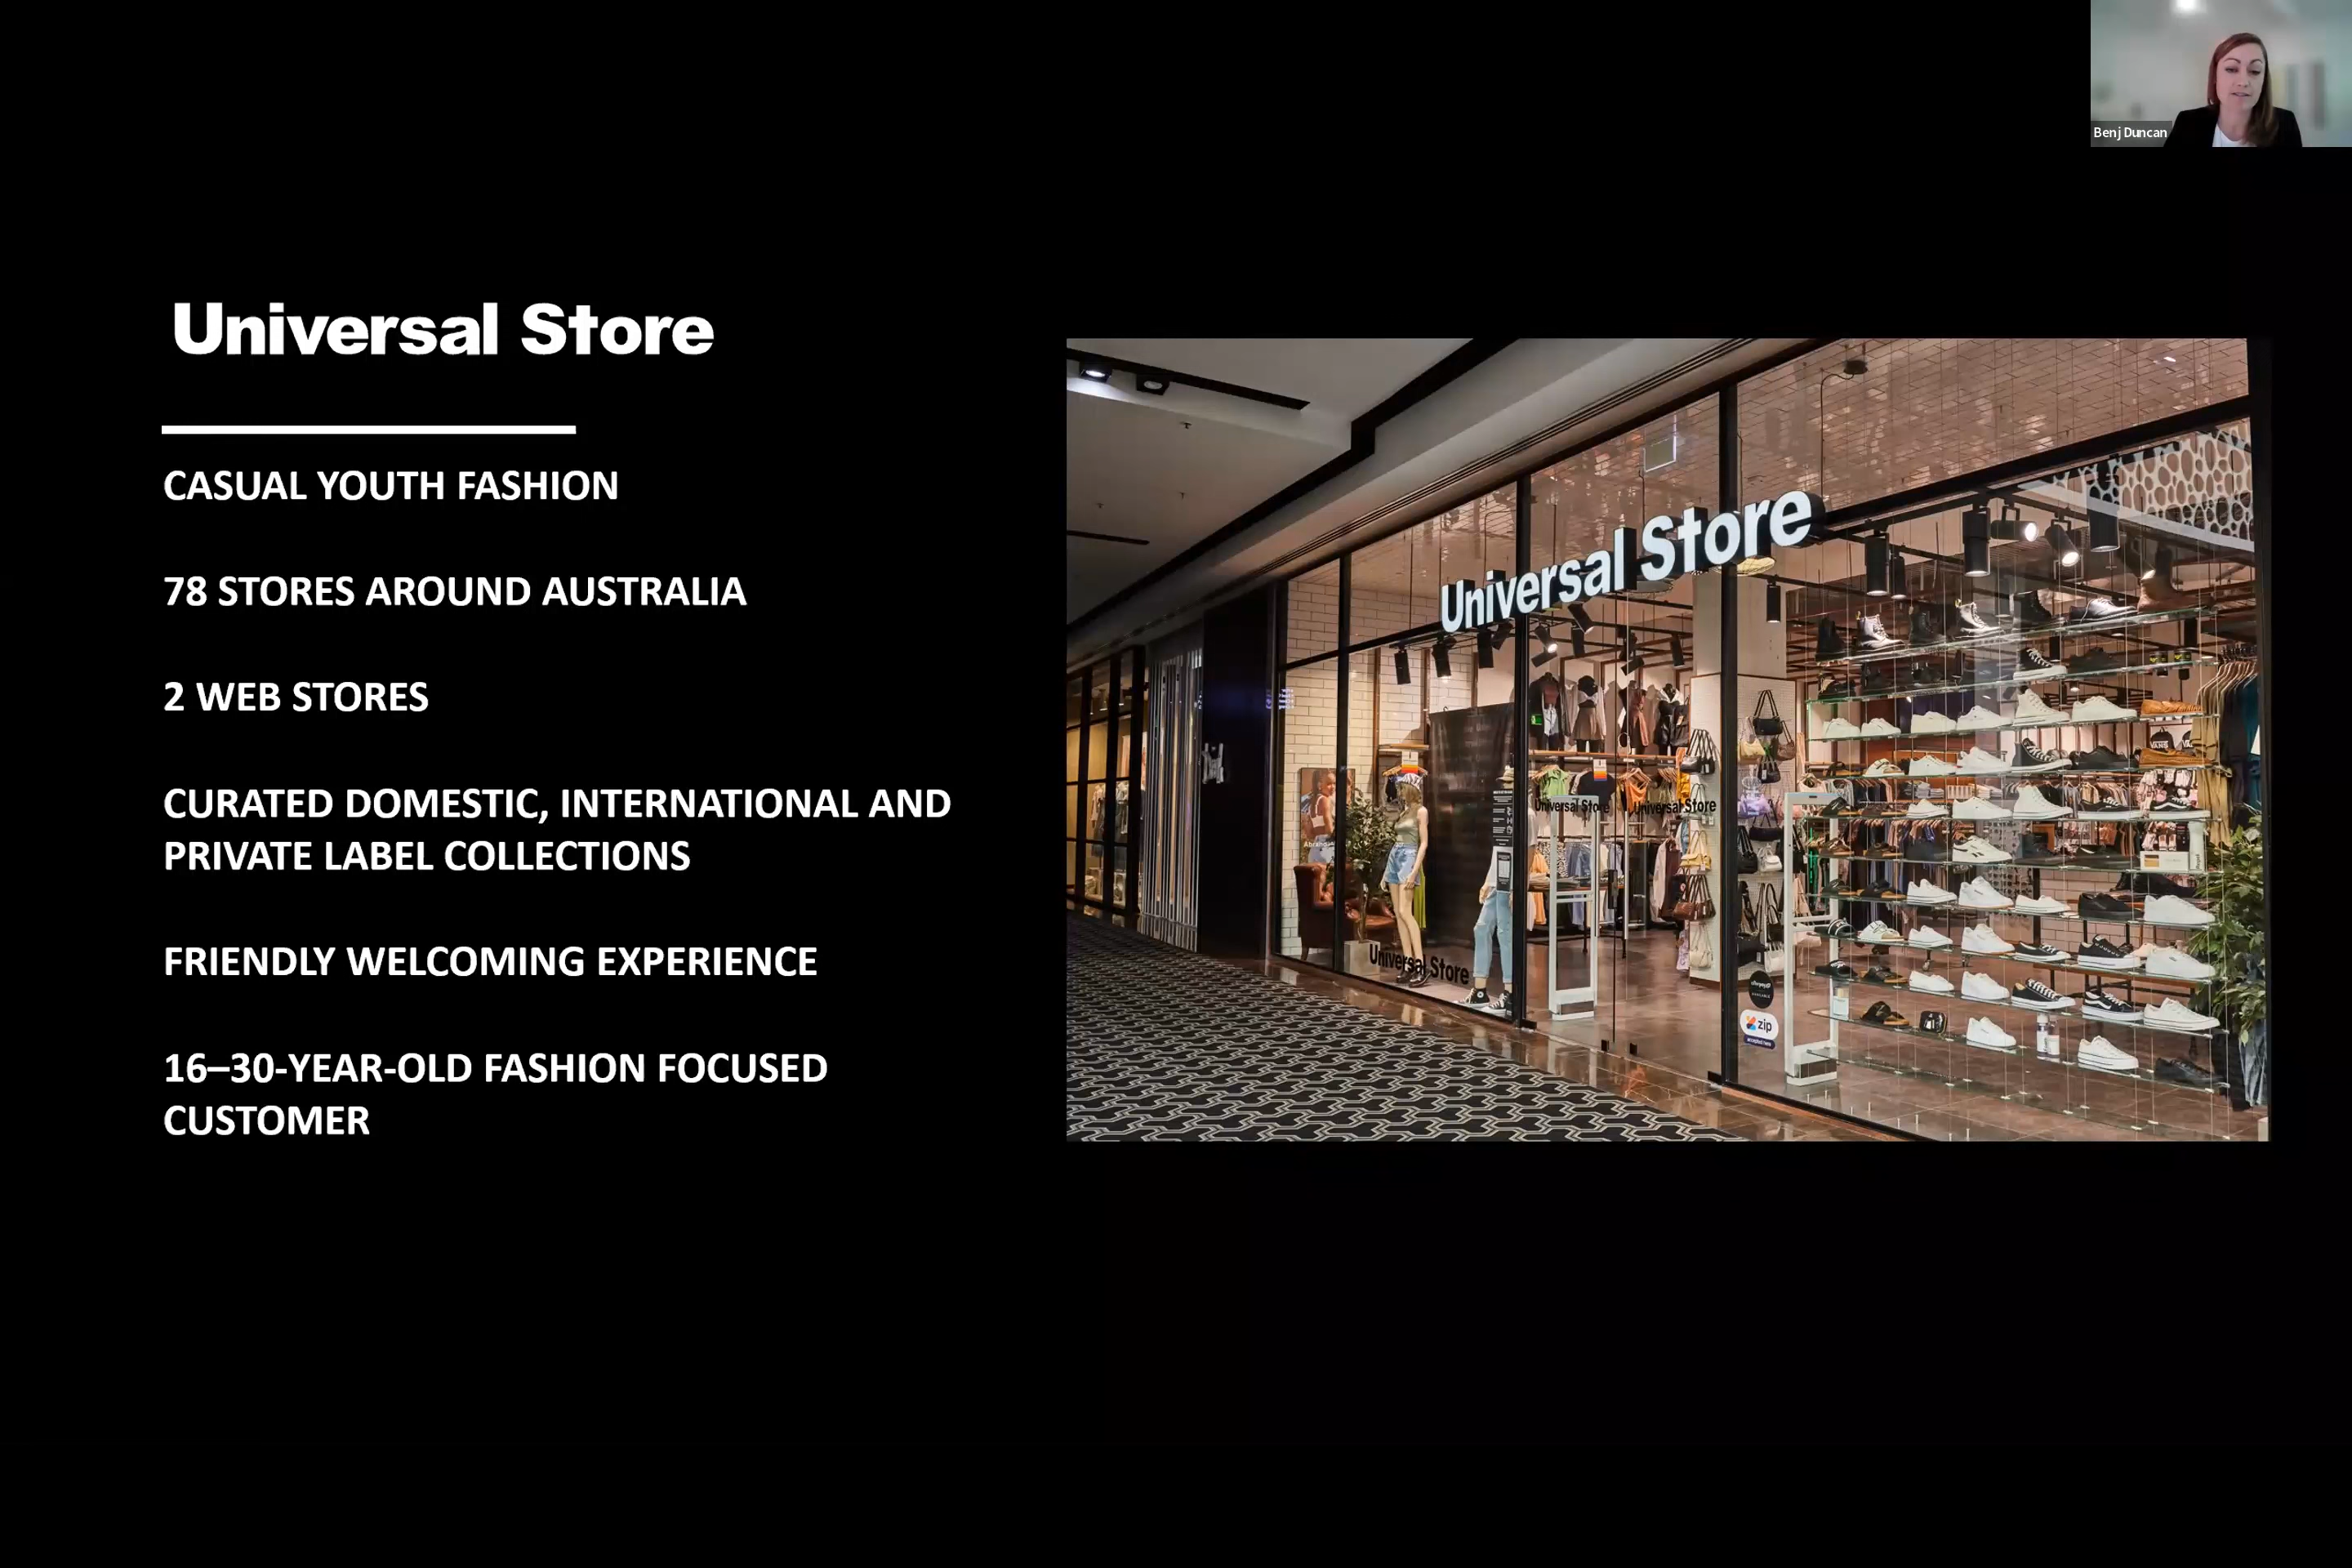 Benj Duncan
Universal Store
CASUAL YOUTH FASHION
78 STORES AROUND AUSTRALIA
2 WEB STORES
CURATED DOMESTIC, INTERNATIONAL AND
PRIVATE LABEL COLLECTIONS
FRIENDLY WELCOMING EXPERIENCE
16–30-YEAR-OLD FASHION FOCUSED
CUSTOMER
Universal Store
Universal Store
Universal Store
Universal Store
zip